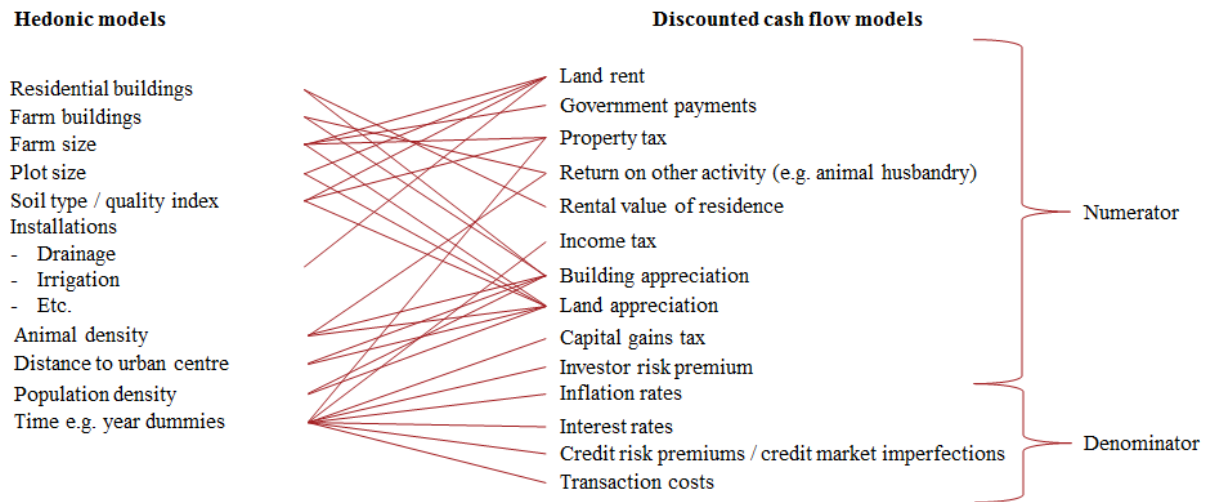 Hedonic models
Residential buildings
Farm buildings
Farm size
Plot size
Soil type / quality index
Installations
- Drainage
- Irrigation
- Etc.
Animal density
Distance to urban centre
Population density
Time e.g. year dummies
Discounted cash flow models
Land rent
Government payments
Property tax
Return on other activity (e.g. animal husbandry)
Rental value of residence
Income tax
Building appreciation
Land appreciation
Capital gains tax
Investor risk premium
Inflation rates
Interest rates
Credit risk premiums / credit market imperfections
Transaction costs
Numerator
Denominator